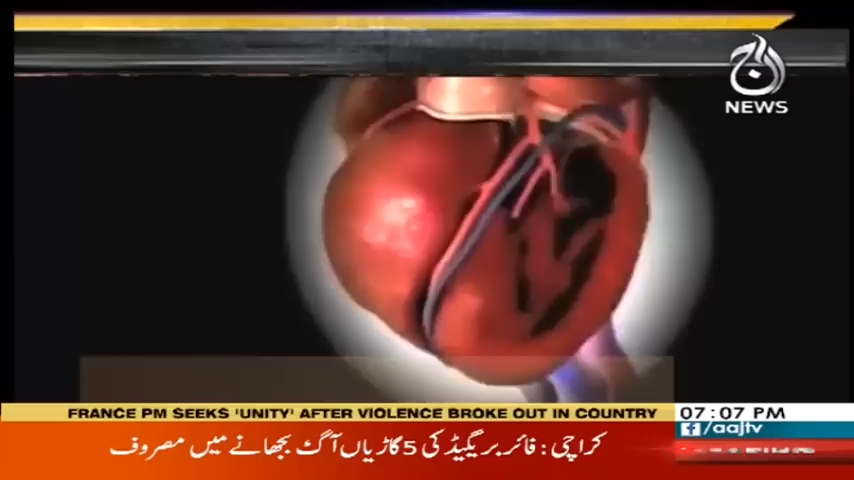 آج
NEWS
FRANCE PM SEEKS 'UNITY' AFTER VIOLENCE BROKE OUT IN COUNTRY
07:07 PM
f/aajtv
کراچی : فائر بریگیڈ کی 5 گاڑیاں آگ بجھانے میں مصروف